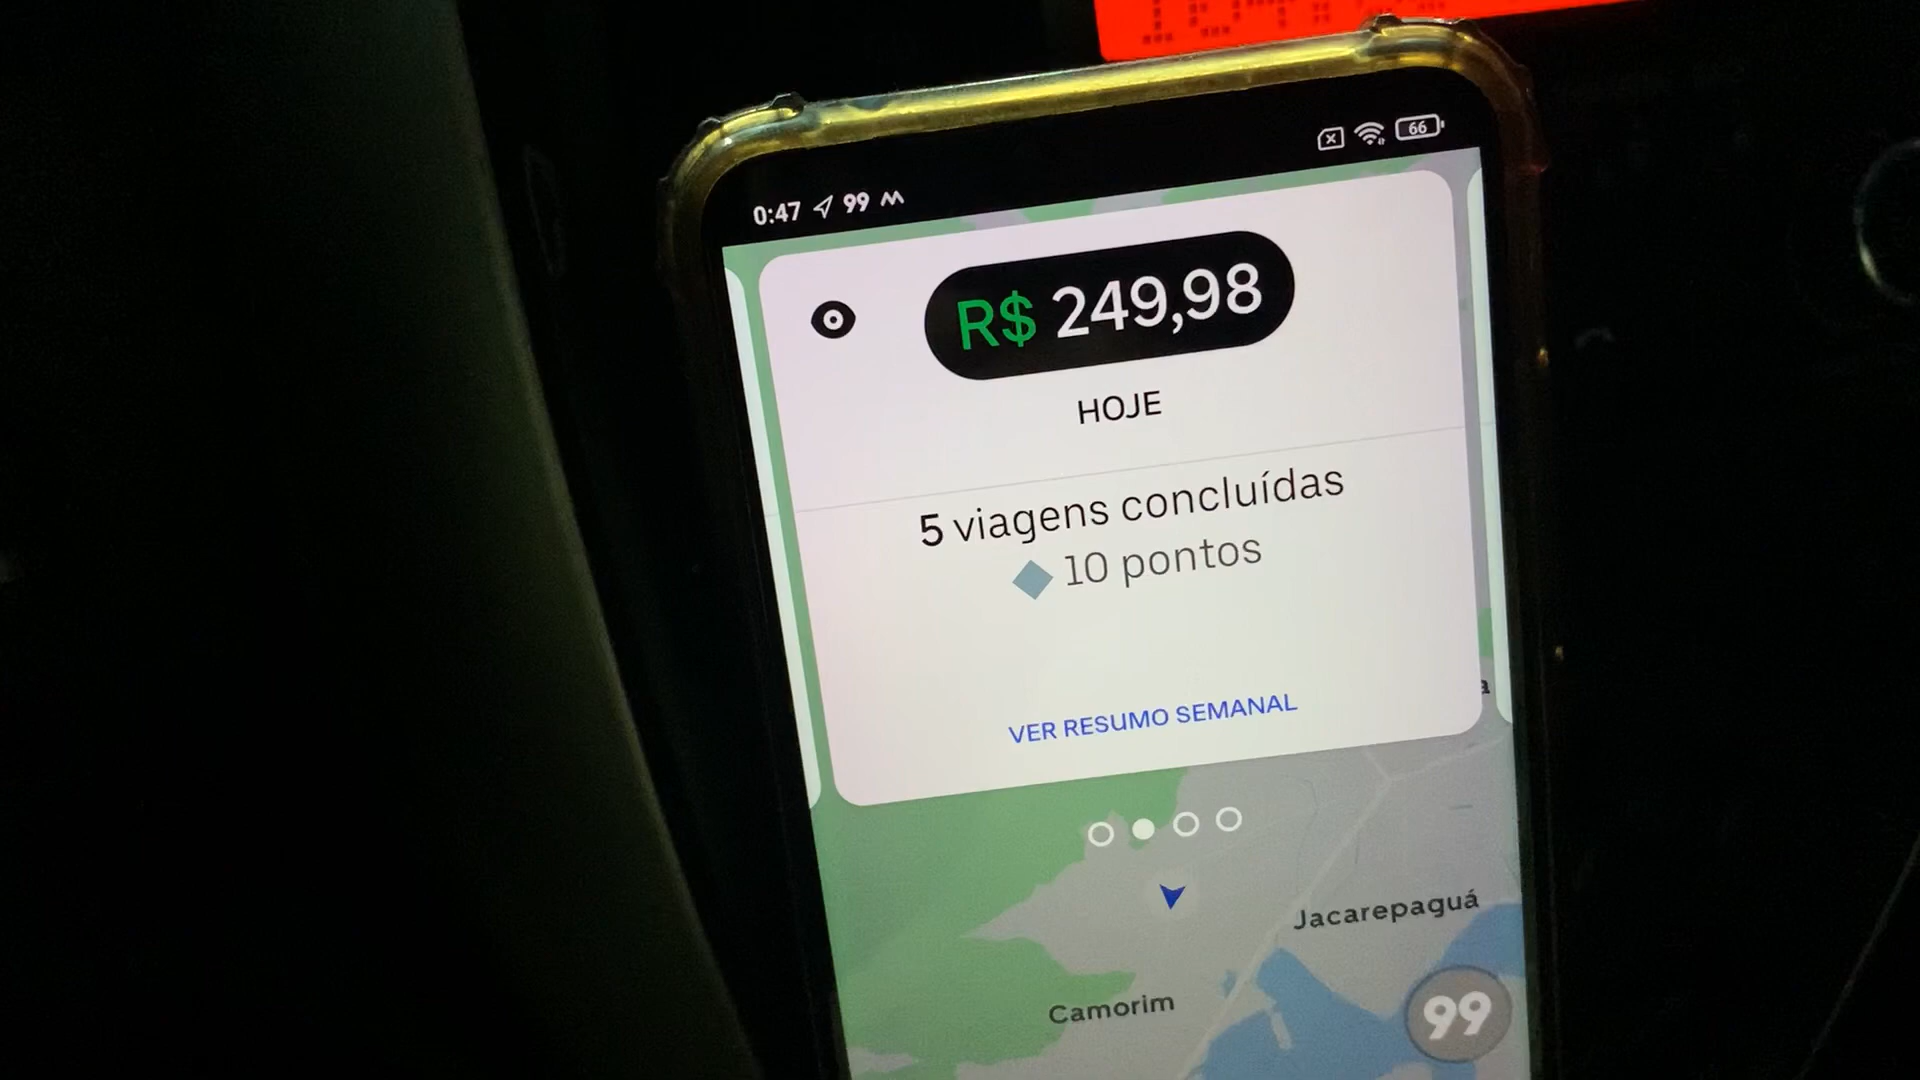 0:47 99
66
R$ 249,98
HOJE
5 viagens concluídas
10 pontos
VER RESUMO SEMANAL
Jacarepaguá
Camorim
99